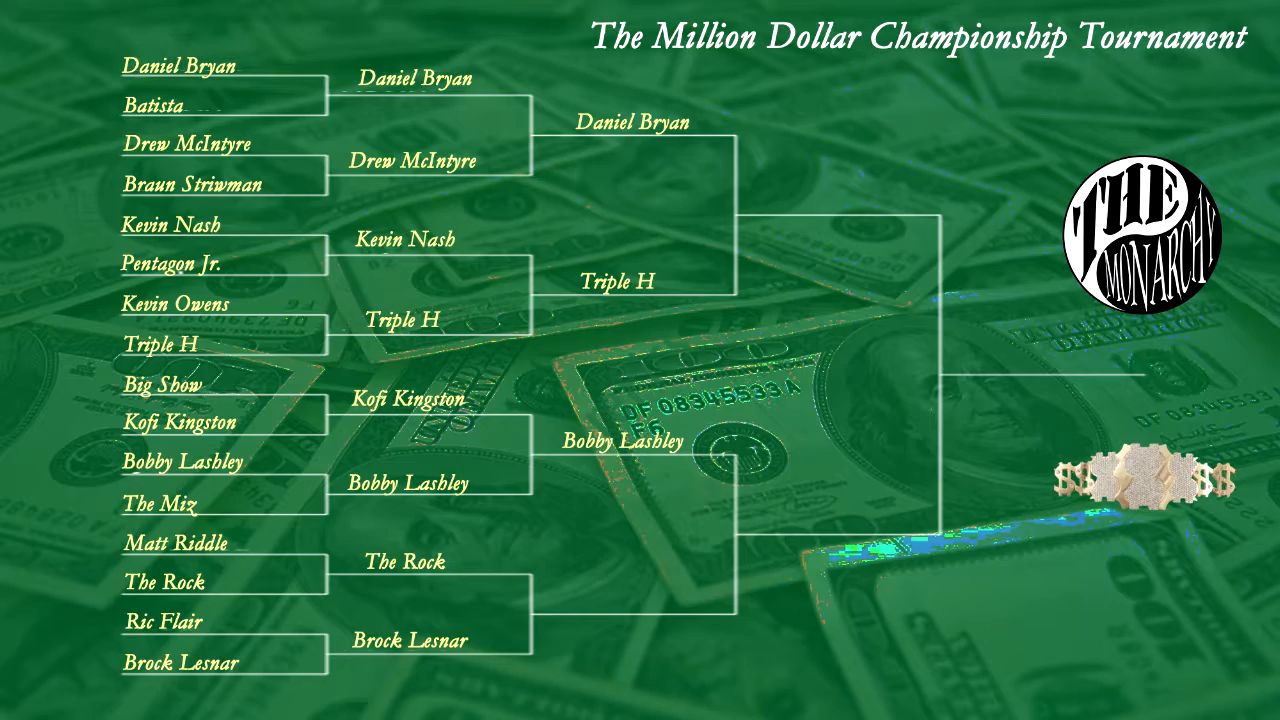 The Million Dollar Championship Tournament
Daniel Bryan
Batista
Drew McIntyre
Braun Striwman
Kevin Nash
Pentagon Jr.
Kevin Owens
Triple H
Big Show
Kofi Kingston
Bobby Lashley
The Miz
Matt Riddle
The Rock
Ric Flair
Brock Lesnar
Daniel Bryan
Drew McIntyre
Kevin Nash
Triple H
Kofi Kingston
Bobby Lashley
The Rock
Brock Lesnar
Daniel Bryan
Triple H
Bobby Lashley
THE
MONARCHY
DF 08345533 A
F6